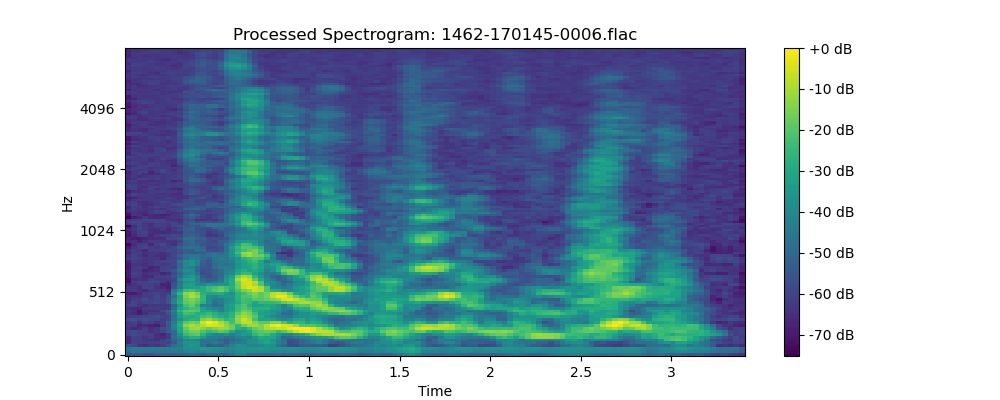 Processed Spectrogram: 1462-170145-0006.flac
Hz
4096
2048
1024
512
0
0 0.5 1 1.5 2 2.5 3
Time
+0 dB
-10 dB
-20 dB
-30 dB
-40 dB
-50 dB
-60 dB
-70 dB